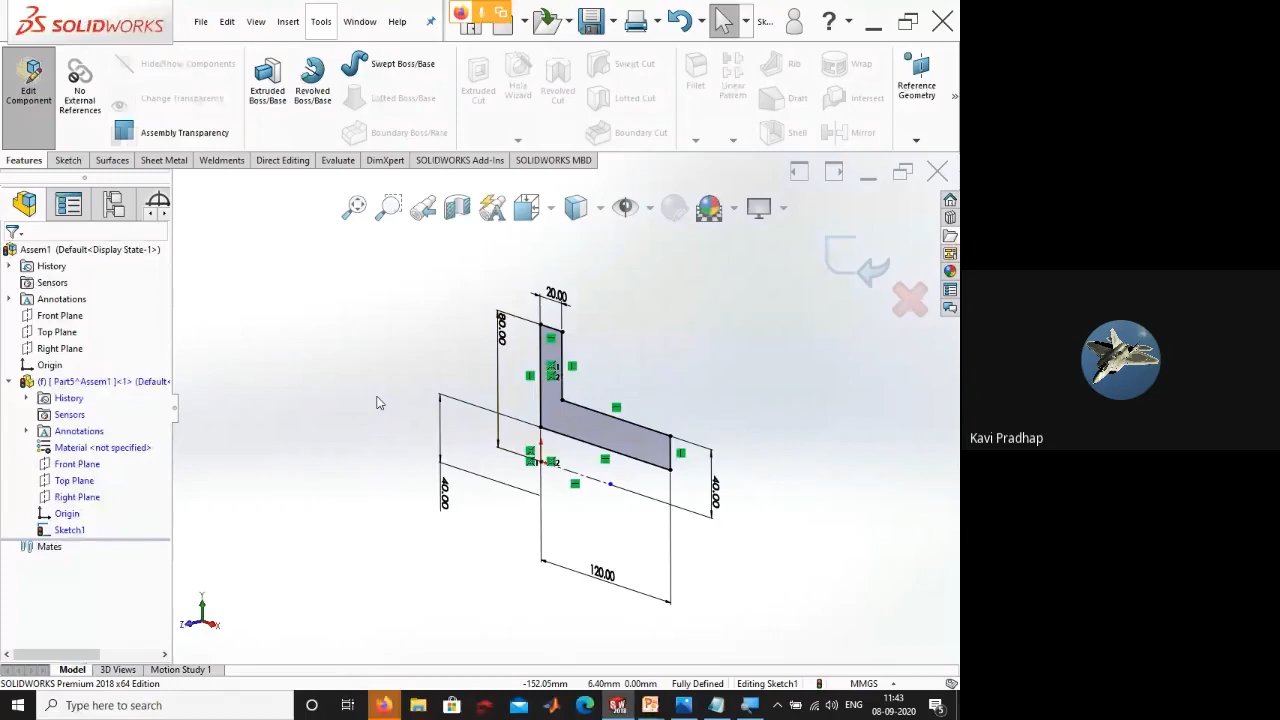 SOLIDWORKS
File Edit View Insert Tools Window Help
Sk...
Edit Component
No External References
Hide/Show Components
Change Transparency
Assembly Transparency
Extruded Boss/Base
Revolved Boss/Base
Swept Boss/Base
Lofted Boss/Base
Boundary Boss/Base
Extruded Cut
Hole Wizard
Revolved Cut
Swept Cut
Lofted Cut
Boundary Cut
Fillet
Linear Pattern
Rib
Draft
Shell
Wrap
Intersect
Mirror
Reference Geometry
Features Sketch Surfaces Sheet Metal Weldments Direct Editing Evaluate DimXpert SOLIDWORKS Add-Ins SOLIDWORKS MBD
Assem1 (Default<Display State-1>)
History
Sensors
Annotations
Front Plane
Top Plane
Right Plane
Origin
(f) [ Part5^Assem1 ]<1> (Default<
History
Sensors
Annotations
Material <not specified>
Front Plane
Top Plane
Right Plane
Origin
Sketch1
Mates
20.00
80.00
40.00
40.00
120.00
Y
Z
X
Kavi Pradhap
Model 3D Views Motion Study 1
SOLIDWORKS Premium 2018 x64 Edition
-152.05mm 6.40mm 0.00mm Fully Defined Editing Sketch1 MMGS
Type here to search
ENG
11:43
08-09-2020